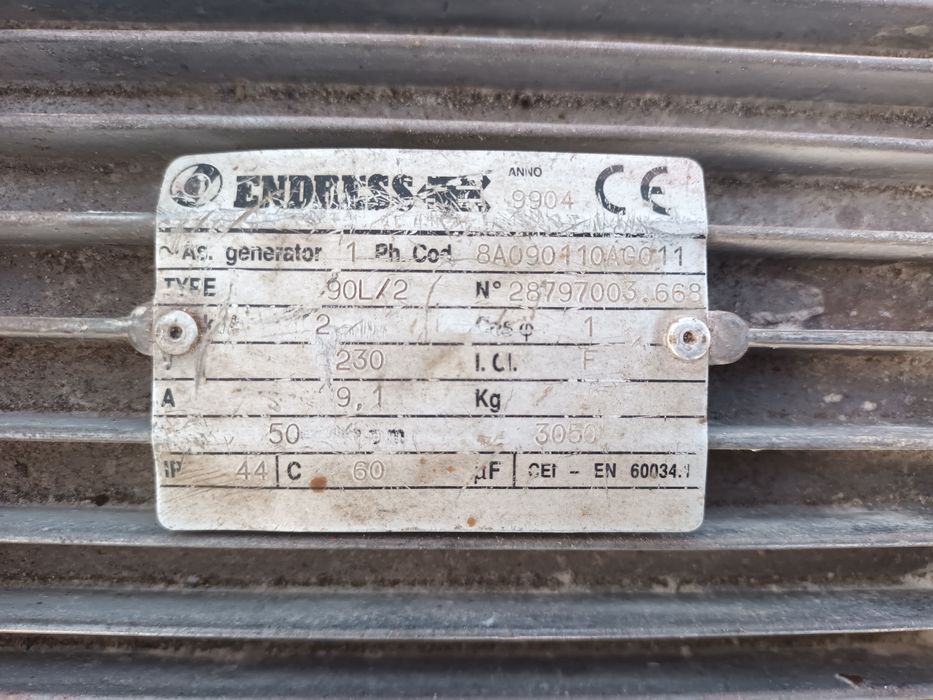 ENDRESS ANNO 9904 CE
~ As. generator 1 Ph. Cod. 8A090110AG011
TYPE 90L/2 N° 28797003.668
2 Cos φ 1
230 I.Cl. F
A 9,1 Kg
50 3050
IP 44 C 60 µF CEI - EN 60034.1